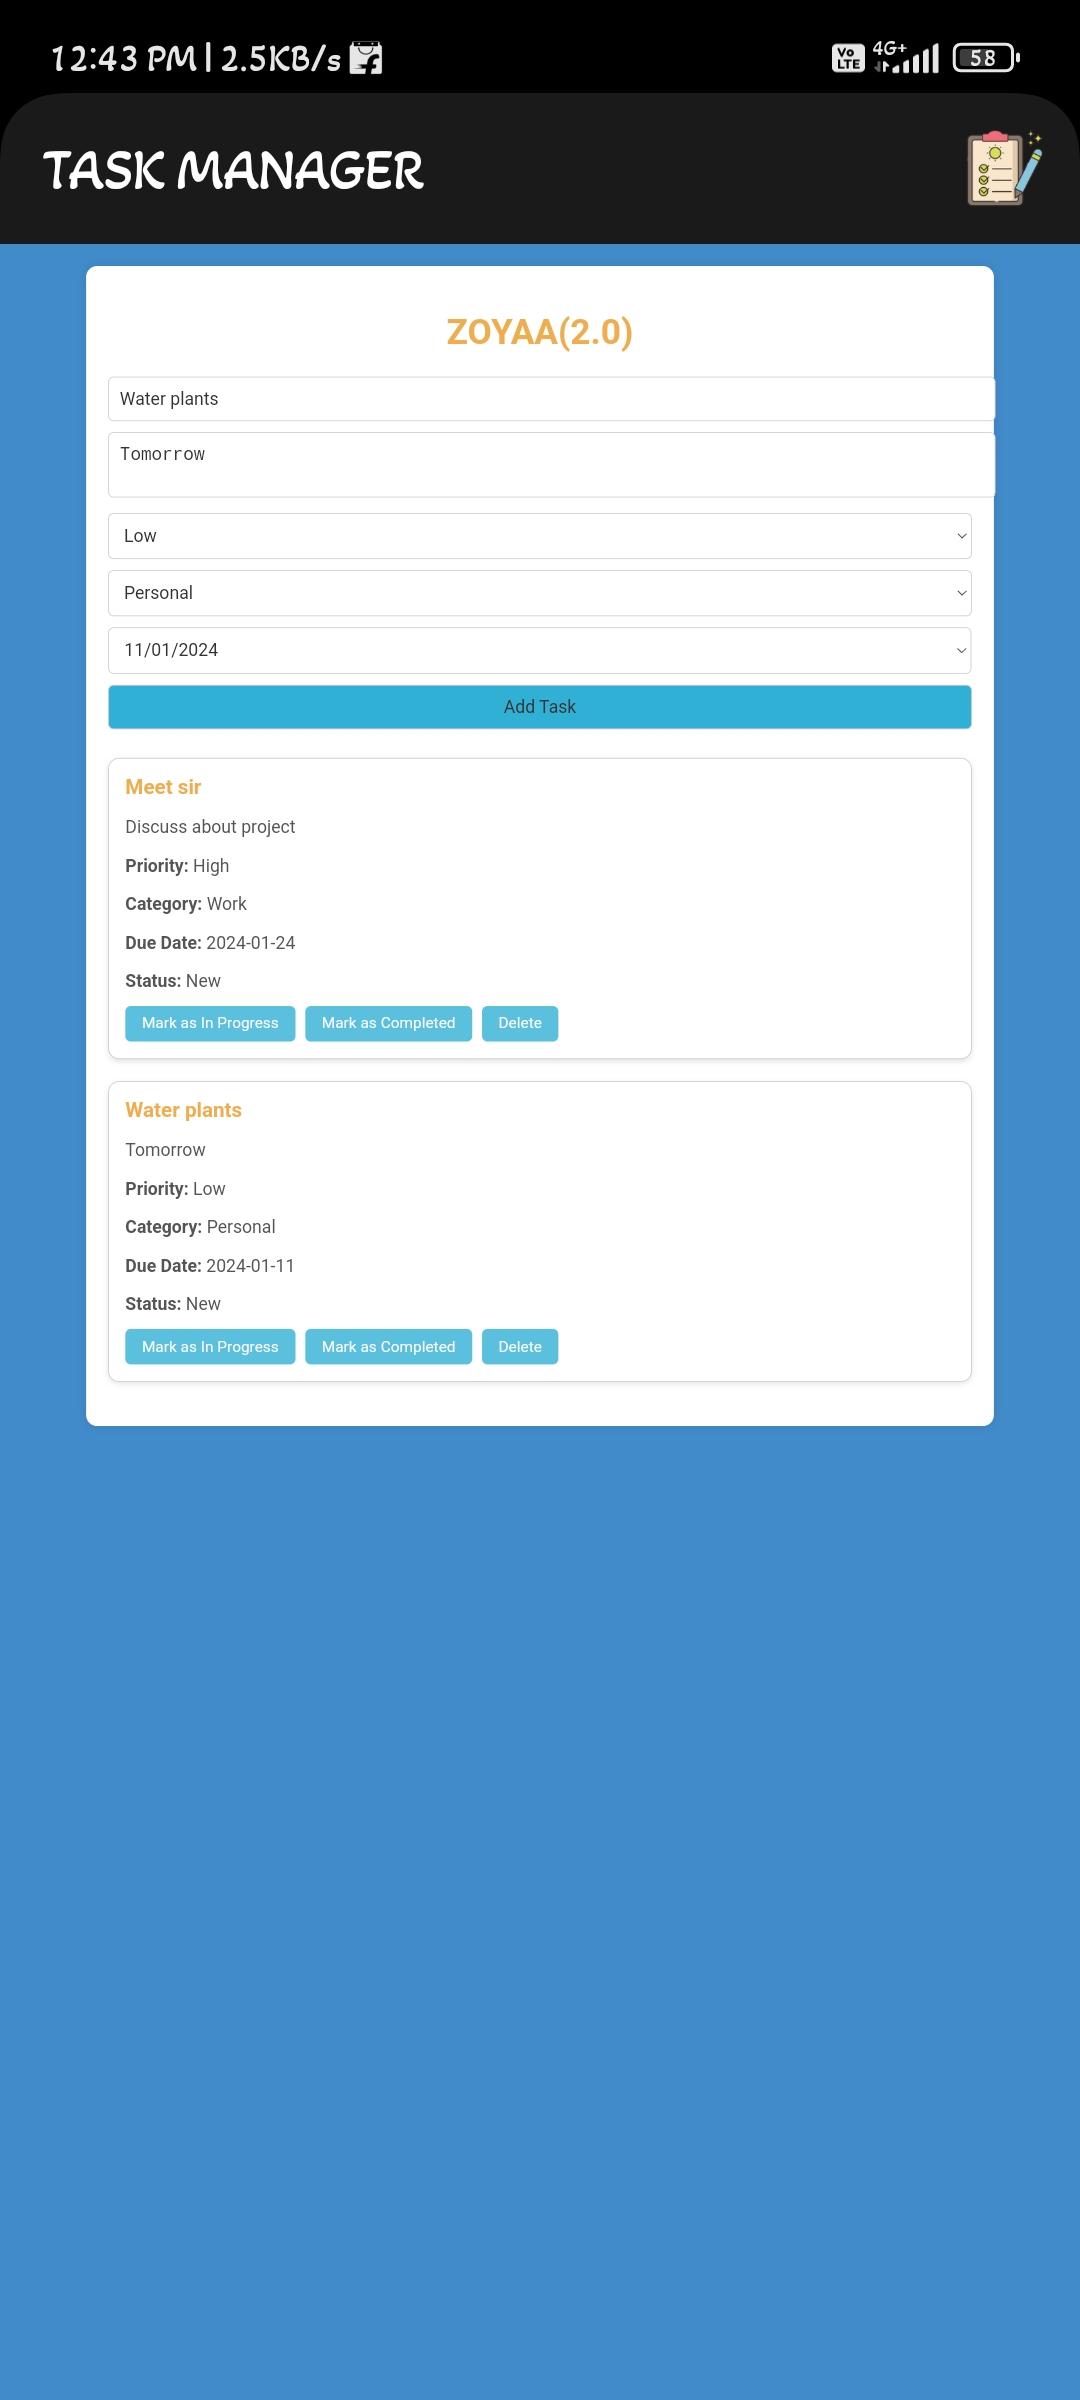 12:43 PM | 2.5KB/s Vo LTE 4G+ 58
TASK MANAGER
ZOYAA(2.0)
Water plants
Tomorrow
Low
Personal
11/01/2024
Add Task
Meet sir
Discuss about project
Priority: High
Category: Work
Due Date: 2024-01-24
Status: New
Mark as In Progress Mark as Completed Delete
Water plants
Tomorrow
Priority: Low
Category: Personal
Due Date: 2024-01-11
Status: New
Mark as In Progress Mark as Completed Delete